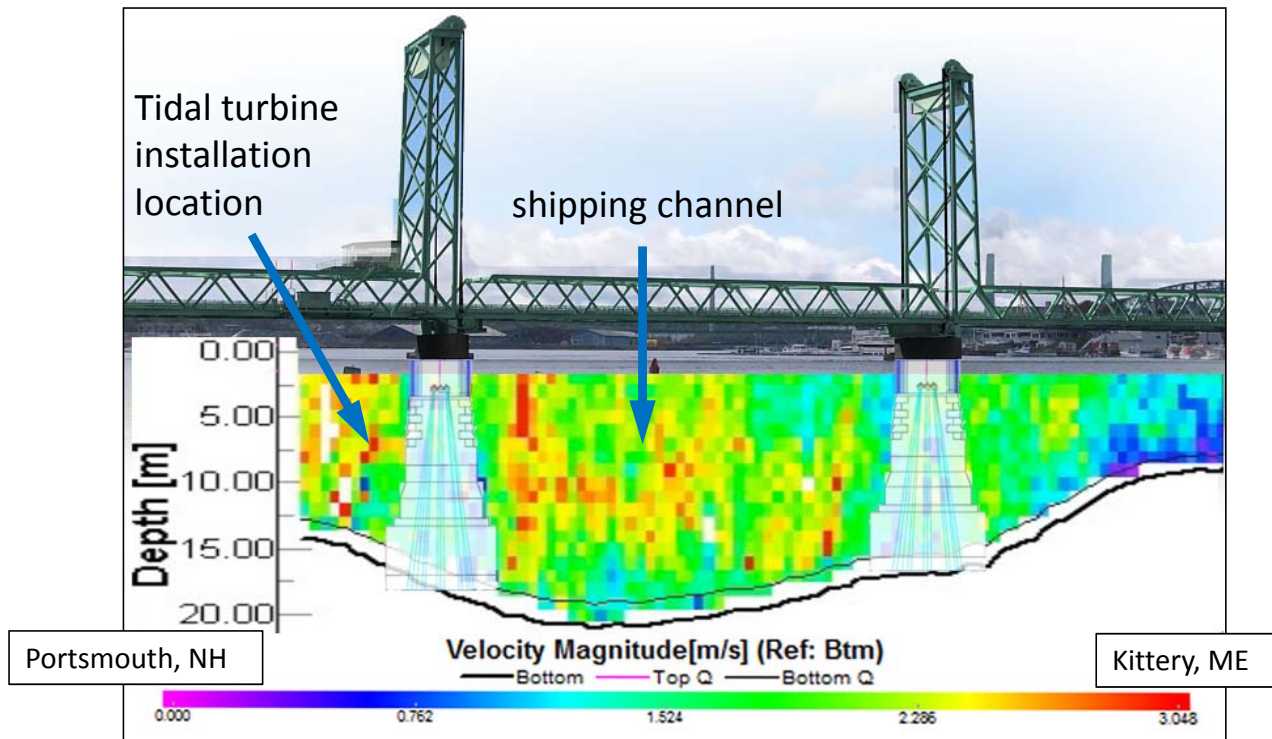 Tidal turbine
installation
location
shipping channel
0.00
5.00
10.00
15.00
20.00
Depth [m]
Portsmouth, NH
Kittery, ME
Velocity Magnitude[m/s] (Ref: Btm)
Bottom Top Q Bottom Q
0.000 0.762 1.524 2.286 3.048